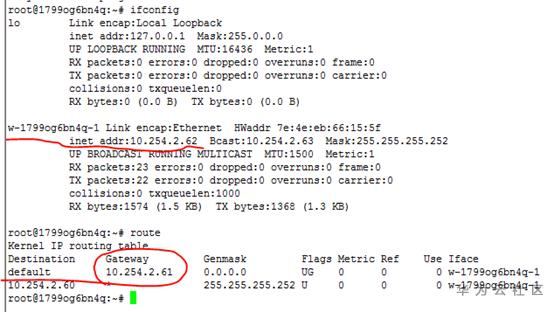 root@1799og6bn4q:~# ifconfig
lo        Link encap:Local Loopback
          inet addr:127.0.0.1  Mask:255.0.0.0
          UP LOOPBACK RUNNING  MTU:16436  Metric:1
          RX packets:0 errors:0 dropped:0 overruns:0 frame:0
          TX packets:0 errors:0 dropped:0 overruns:0 carrier:0
          collisions:0 txqueuelen:0
          RX bytes:0 (0.0 B)  TX bytes:0 (0.0 B)
w-1799og6bn4q-1 Link encap:Ethernet  HWaddr 7e:4e:eb:66:15:5f
          inet addr:10.254.2.62  Bcast:10.254.2.63  Mask:255.255.255.252
          UP BROADCAST RUNNING MULTICAST  MTU:1500  Metric:1
          RX packets:23 errors:0 dropped:0 overruns:0 frame:0
          TX packets:22 errors:0 dropped:0 overruns:0 carrier:0
          collisions:0 txqueuelen:1000
          RX bytes:1574 (1.5 KB)  TX bytes:1368 (1.3 KB)
root@1799og6bn4q:~# route
Kernel IP routing table
Destination     Gateway         Genmask         Flags Metric Ref    Use Iface
default         10.254.2.61     0.0.0.0         UG    0      0        0 w-1799og6bn4q-1
10.254.2.60     *               255.255.255.252 U     0      0        0 w-1799og6bn4q-1
root@1799og6bn4q:~#
华为云社区